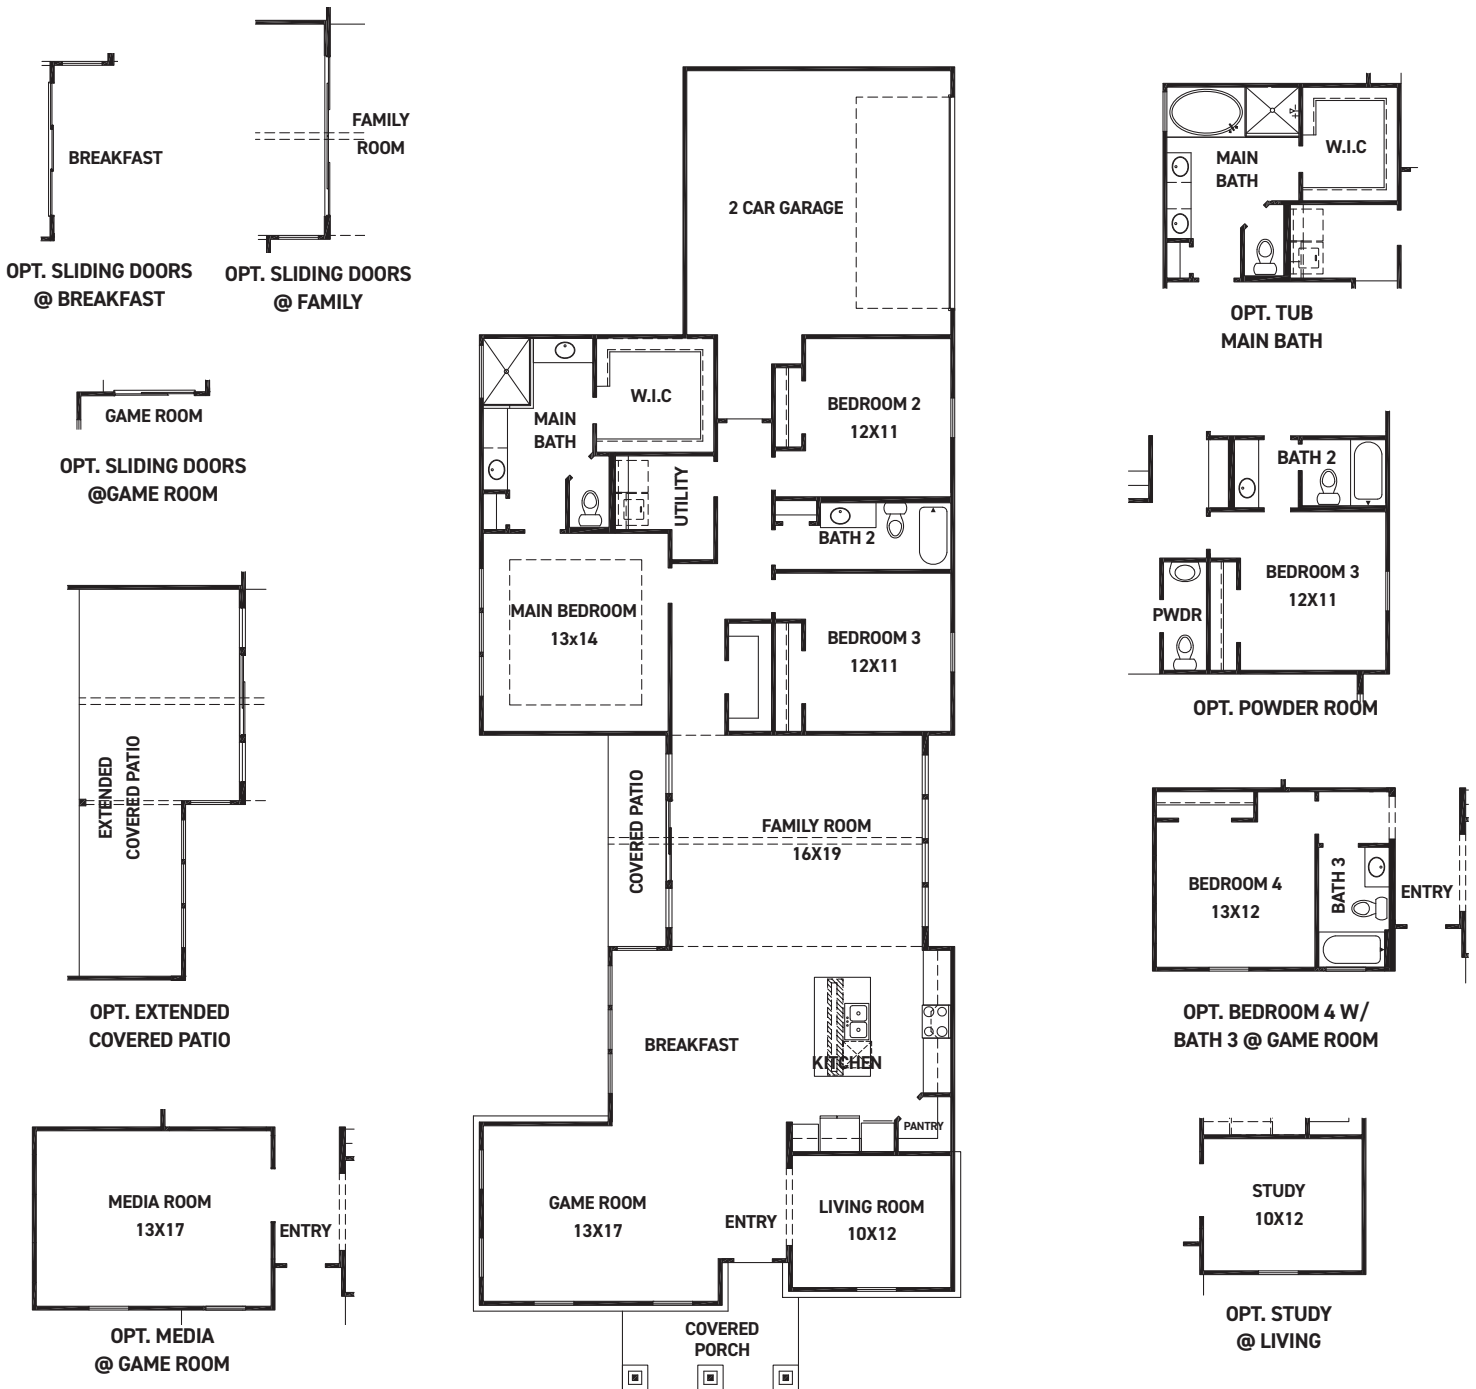 BREAKFAST
OPT. SLIDING DOORS
@ BREAKFAST
FAMILY
ROOM
OPT. SLIDING DOORS
@ FAMILY
GAME ROOM
OPT. SLIDING DOORS
@GAME ROOM
EXTENDED
COVERED PATIO
OPT. EXTENDED
COVERED PATIO
MEDIA ROOM
13X17
ENTRY
OPT. MEDIA
@ GAME ROOM
2 CAR GARAGE
W.I.C
MAIN
BATH
BEDROOM 2
12X11
UTILITY
BATH 2
MAIN BEDROOM
13x14
BEDROOM 3
12X11
COVERED PATIO
FAMILY ROOM
16X19
BREAKFAST
KITCHEN
PANTRY
GAME ROOM
13X17
ENTRY
LIVING ROOM
10X12
COVERED
PORCH
MAIN
BATH
W.I.C
OPT. TUB
MAIN BATH
BATH 2
BEDROOM 3
12X11
PWDR
OPT. POWDER ROOM
BEDROOM 4
13X12
BATH 3
ENTRY
OPT. BEDROOM 4 W/
BATH 3 @ GAME ROOM
STUDY
10X12
OPT. STUDY
@ LIVING